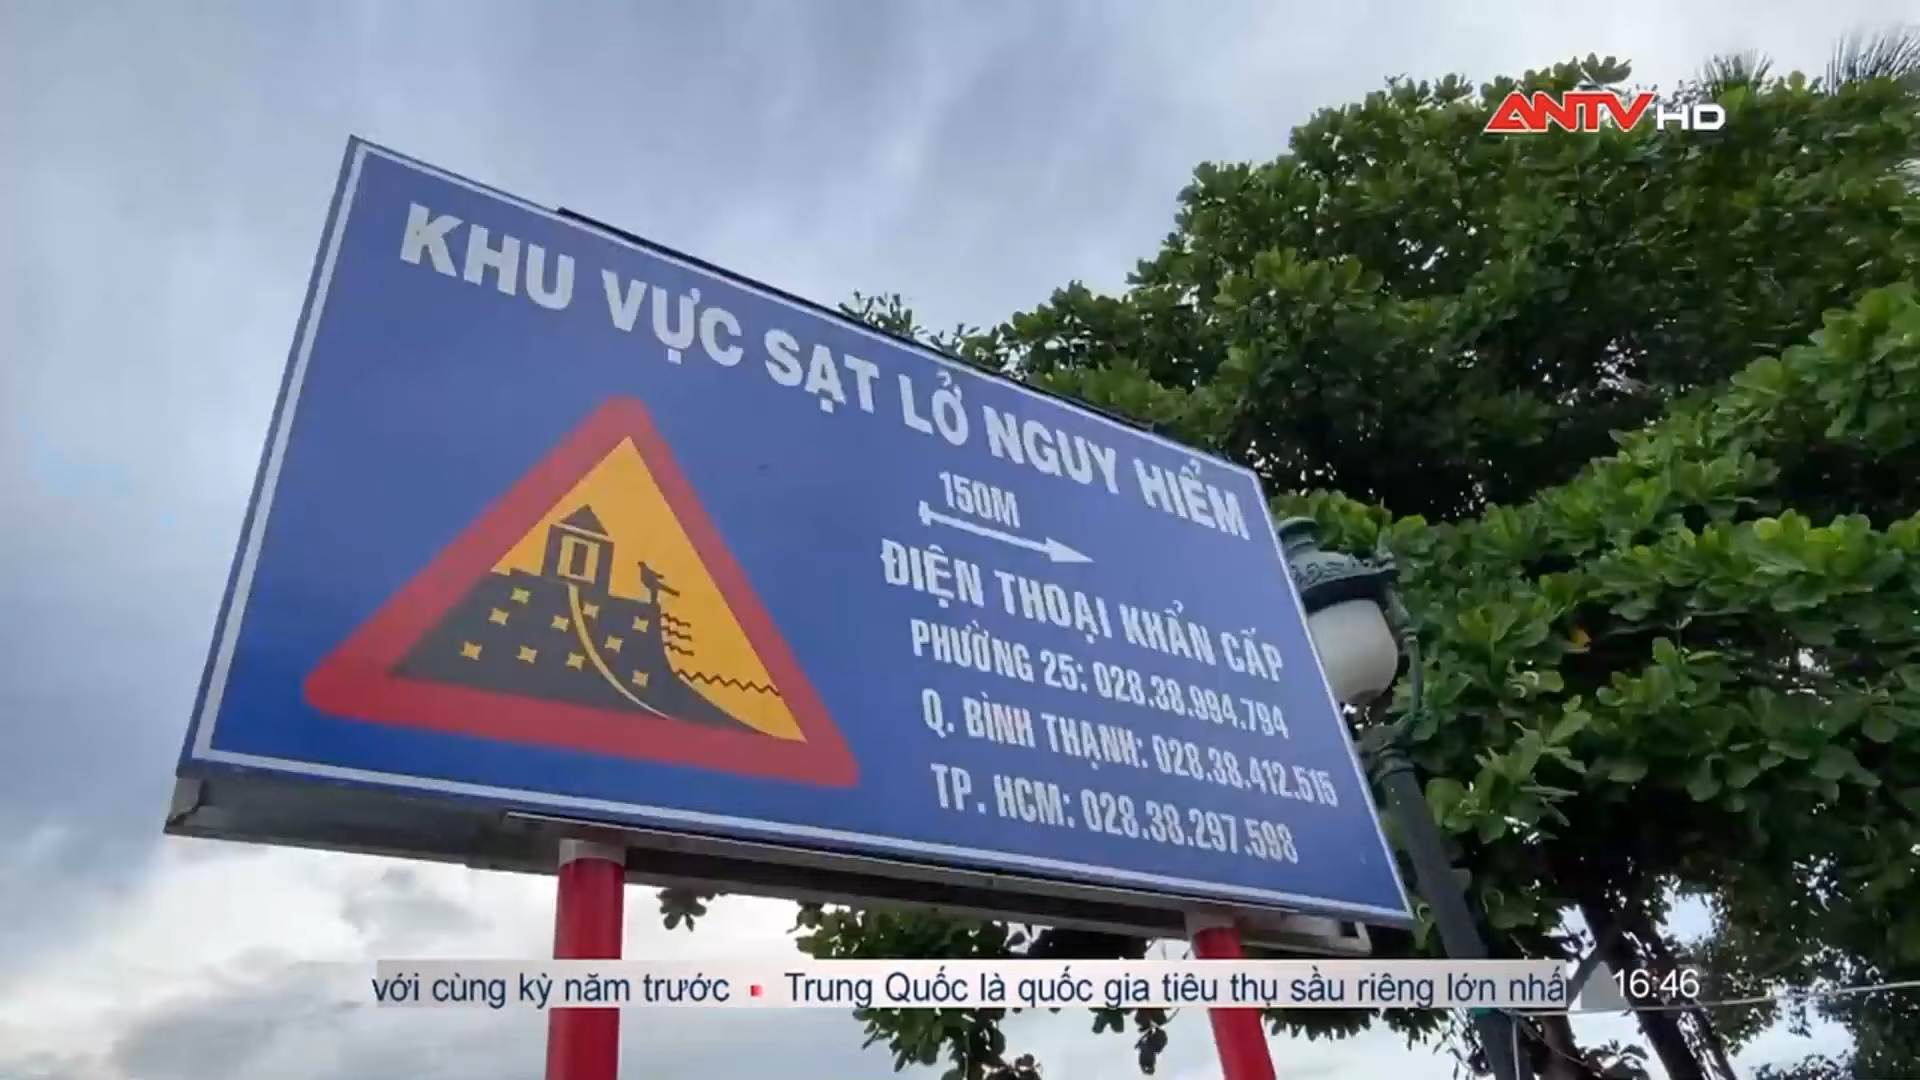 ANTV HD
KHU VỰC SẠT LỞ NGUY HIỂM
150M
ĐIỆN THOẠI KHẨN CẤP
PHƯỜNG 25: 028.38.994.794
Q. BÌNH THẠNH: 028.38.412.515
TP. HCM: 028.38.297.598
với cùng kỳ năm trước ▪ Trung Quốc là quốc gia tiêu thụ sầu riêng lớn nhấ
16:46